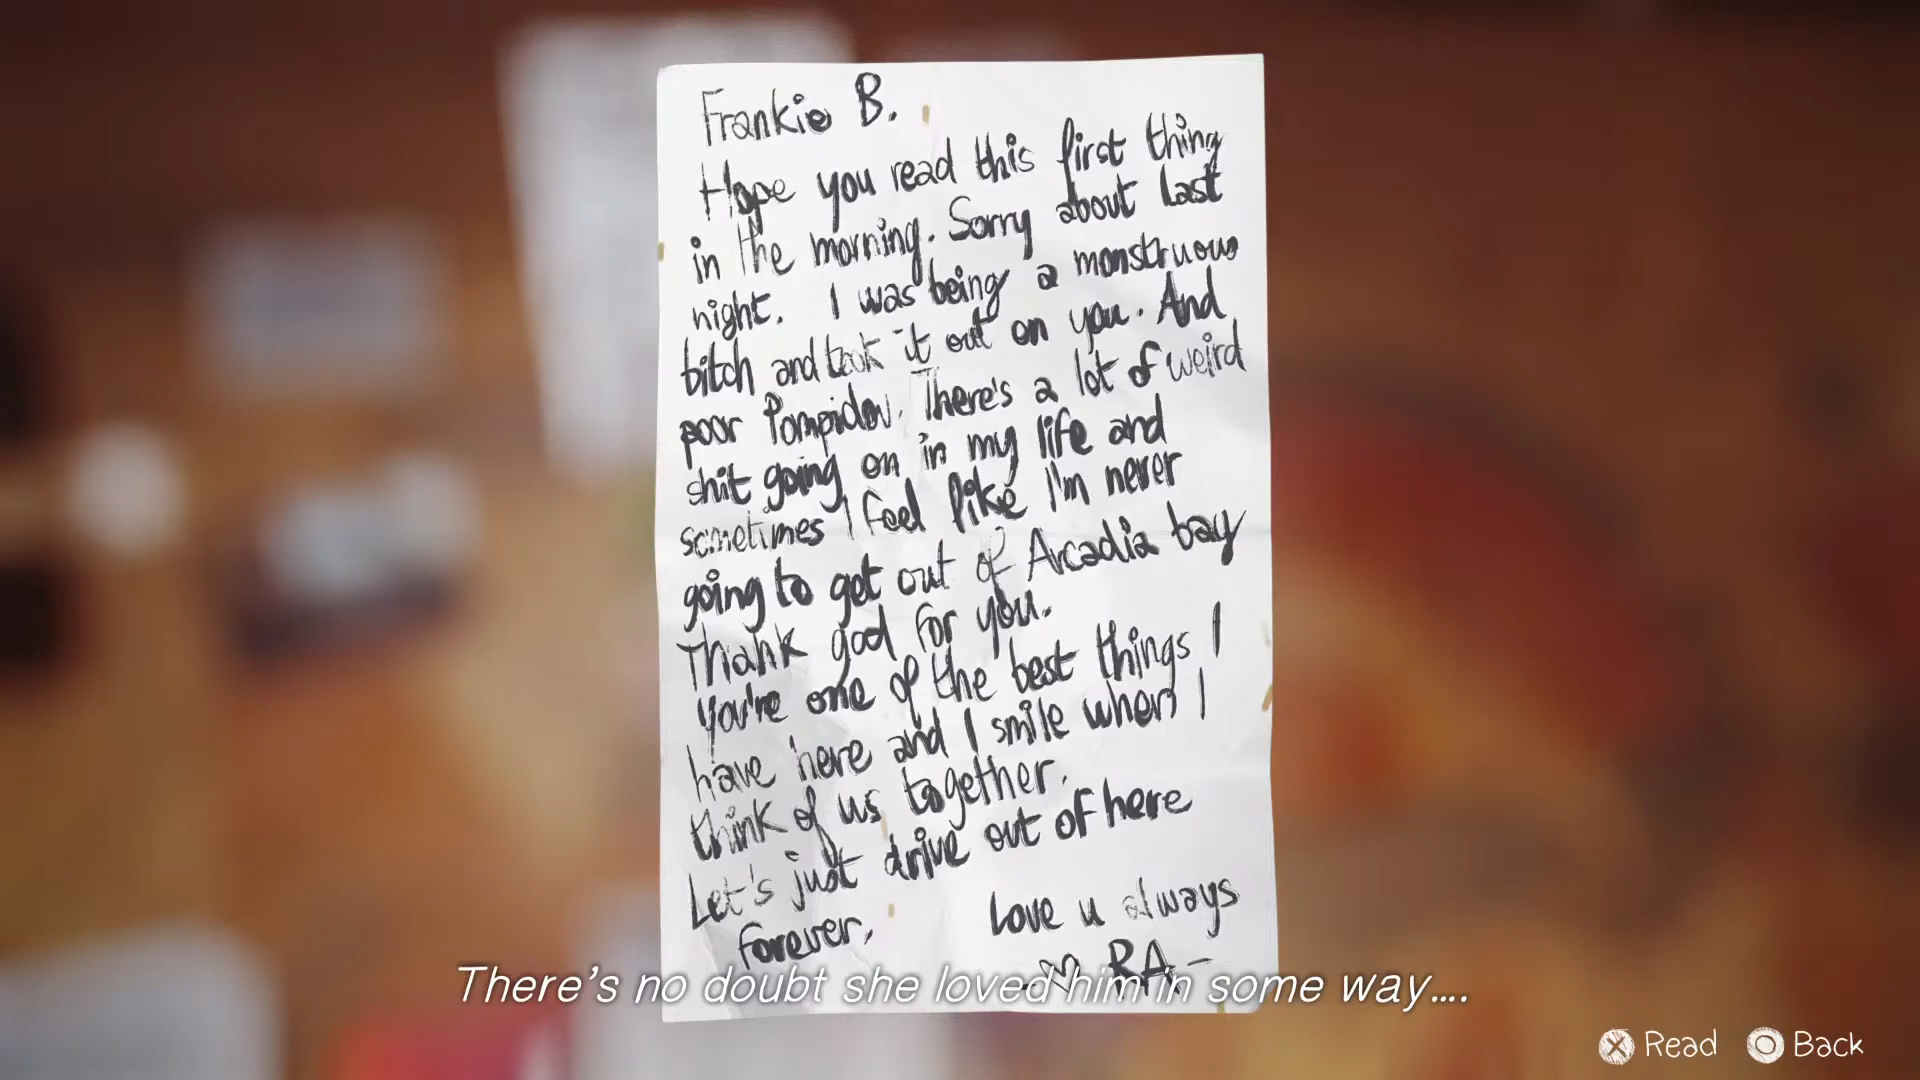 Frankie B.
Hope you read this first thing
in the morning. Sorry about last
night. I was being a monstruous
bitch and took it out on you. And
poor Pompidou. There's a lot of weird
shit going on in my life and
sometimes I feel like I'm never
going to get out of Arcadia bay
Thank god for you.
You're one of the best things I
have here and I smile when I
think of us together.
Let's just drive out of here
forever.
Love u always
RA -
There's no doubt she loved him in some way....
Read
Back